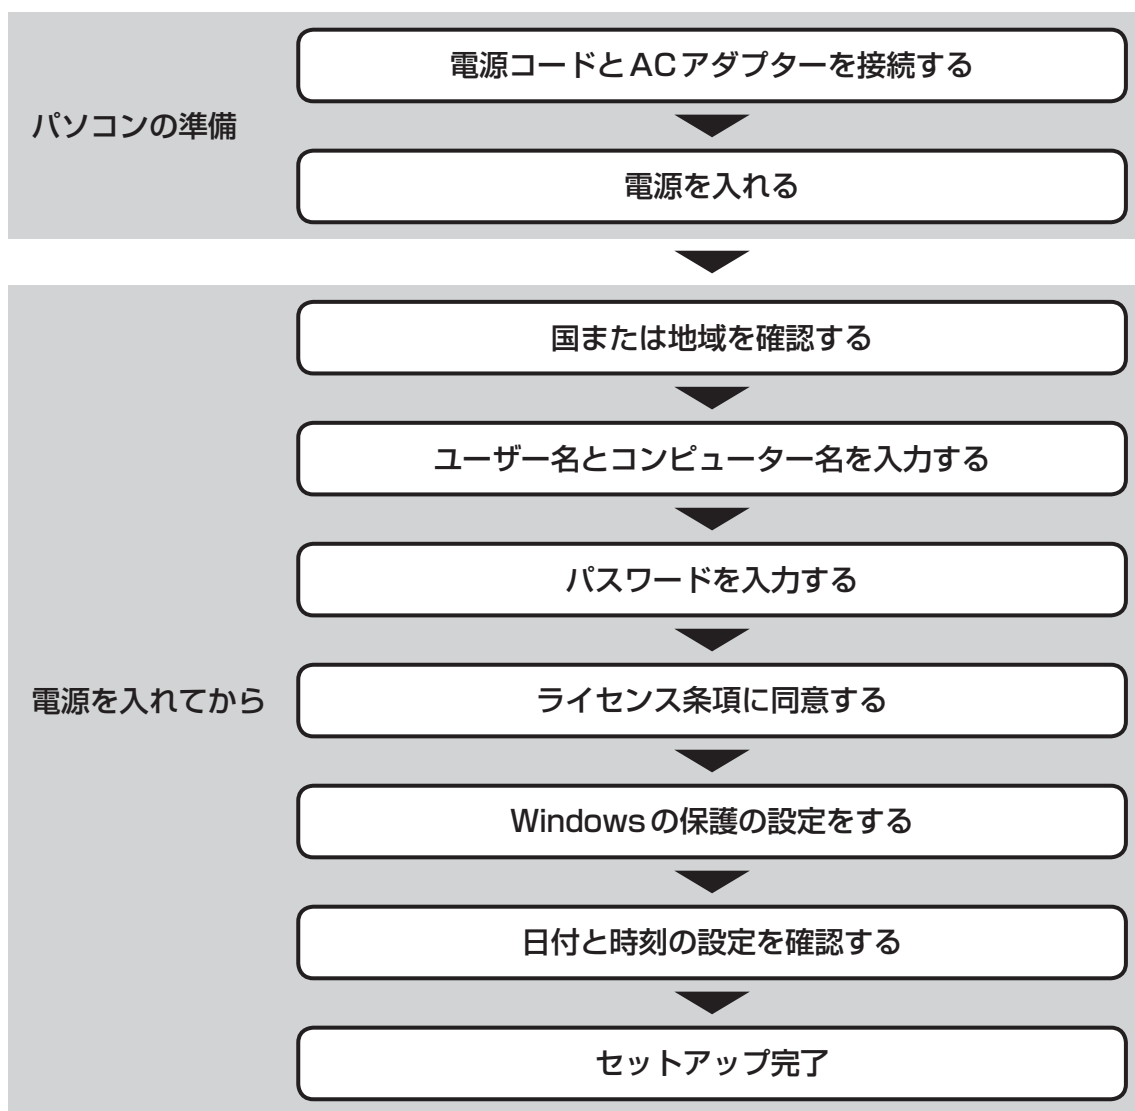 パソコンの準備
電源コードとACアダプターを接続する
電源を入れる
電源を入れてから
国または地域を確認する
ユーザー名とコンピューター名を入力する
パスワードを入力する
ライセンス条項に同意する
Windowsの保護の設定をする
日付と時刻の設定を確認する
セットアップ完了